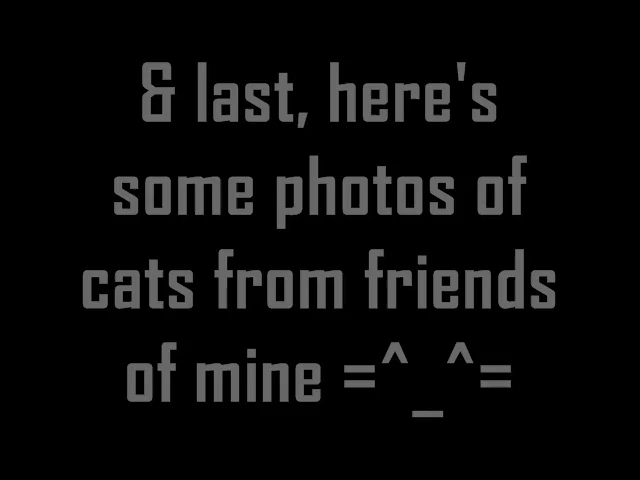 & last, here's
some photos of
cats from friends
of mine =^_^=